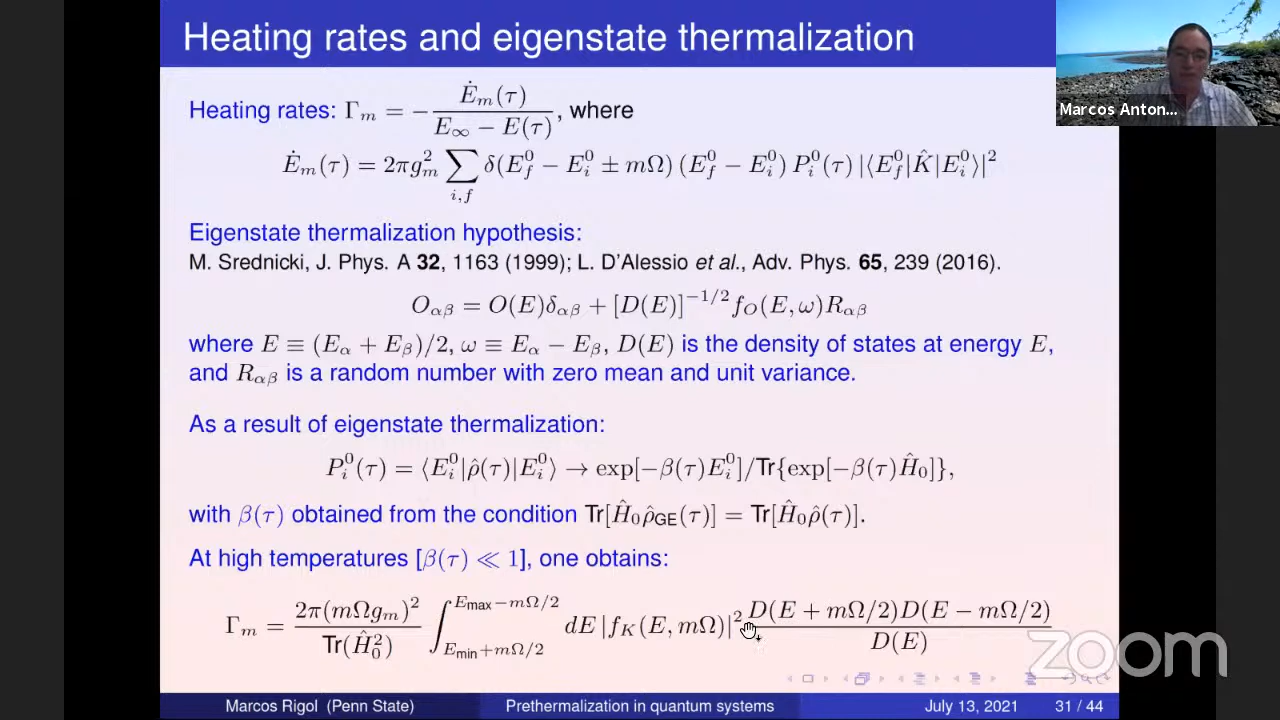 Heating rates and eigenstate thermalization
Marcos Anton...
Heating rates: Γ_m = − Ė_m(τ) / (E_∞ − E(τ)), where
Ė_m(τ) = 2πg_m^2 ∑_{i,f} δ(E_f^0 − E_i^0 ± mΩ) (E_f^0 − E_i^0) P_i^0(τ) |⟨E_f^0|K̂|E_i^0⟩|^2
Eigenstate thermalization hypothesis:
M. Srednicki, J. Phys. A 32, 1163 (1999); L. D'Alessio et al., Adv. Phys. 65, 239 (2016).
O_{αβ} = O(E)δ_{αβ} + [D(E)]^{−1/2} f_O(E, ω)R_{αβ}
where E ≡ (E_α + E_β)/2, ω ≡ E_α − E_β, D(E) is the density of states at energy E,
and R_{αβ} is a random number with zero mean and unit variance.
As a result of eigenstate thermalization:
P_i^0(τ) = ⟨E_i^0|ρ̂(τ)|E_i^0⟩ → exp[−β(τ)E_i^0]/Tr{exp[−β(τ)Ĥ_0]},
with β(τ) obtained from the condition Tr[Ĥ_0ρ̂_GE(τ)] = Tr[Ĥ_0ρ̂(τ)].
At high temperatures [β(τ) ≪ 1], one obtains:
Γ_m = 2π(mΩg_m)^2 / Tr(Ĥ_0^2) ∫_{E_min+mΩ/2}^{E_max−mΩ/2} dE |f_K(E, mΩ)|^2 D(E + mΩ/2)D(E − mΩ/2) / D(E)
zoom
Marcos Rigol (Penn State) Prethermalization in quantum systems July 13, 2021 31 / 44